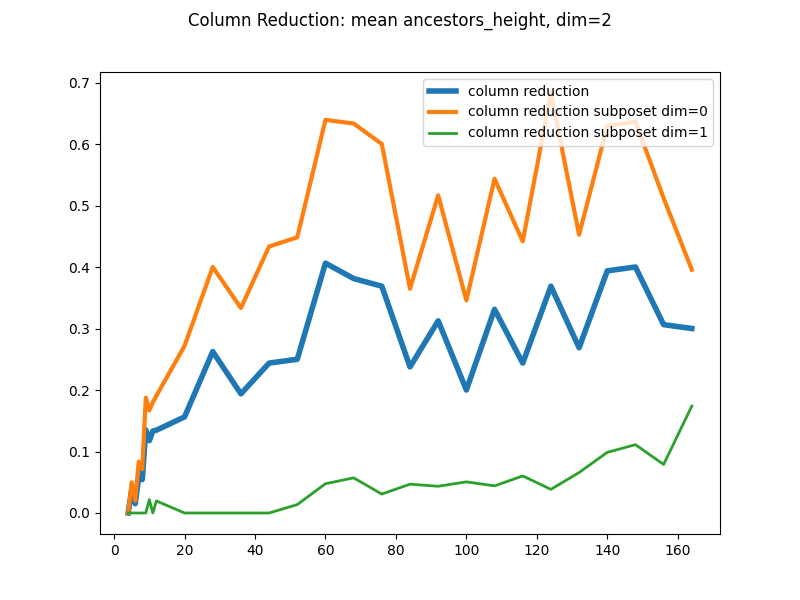 Column Reduction: mean ancestors_height, dim=2
column reduction
column reduction subposet dim=0
column reduction subposet dim=1
0.7
0.6
0.5
0.4
0.3
0.2
0.1
0.0
0 20 40 60 80 100 120 140 160